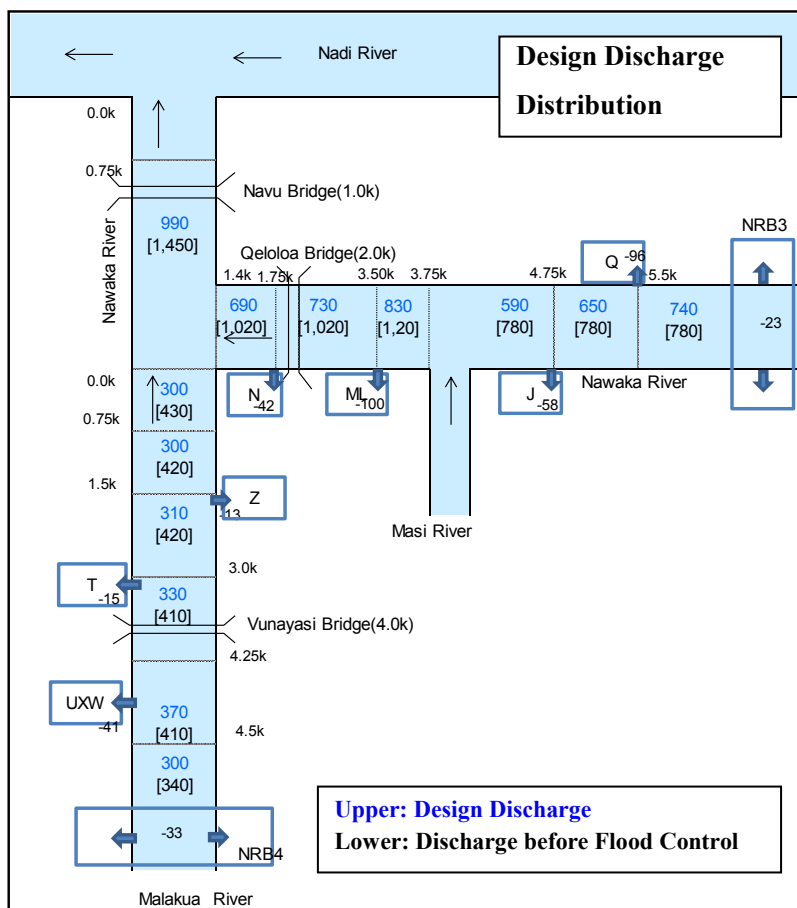 Nadi River
Design Discharge
Distribution
0.0k
0.75k
Navu Bridge(1.0k)
Nawaka River
990
[1,450]
Qeloloa Bridge(2.0k)
1.4k
1.75k
3.50k
3.75k
4.75k
Q
-96
5.5k
NRB3
690
[1,020]
730
[1,020]
830
[1,20]
590
[780]
650
[780]
740
[780]
-23
0.0k
300
[430]
N
-42
ML
-100
J
-58
Nawaka River
0.75k
300
[420]
1.5k
Z
-13
310
[420]
Masi River
3.0k
T
-15
330
[410]
Vunayasi Bridge(4.0k)
4.25k
UXW
-41
370
[410]
4.5k
300
[340]
Upper: Design Discharge
Lower: Discharge before Flood Control
-33
NRB4
Malakua River